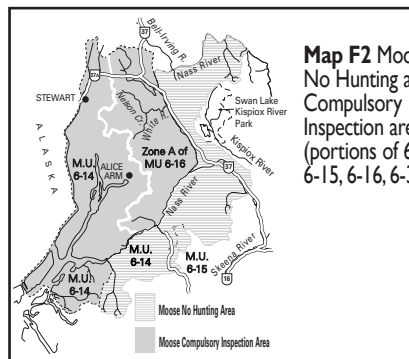 Map F2 Moo
No Hunting a
Compulsory
Inspection are
(portions of 6
6-15, 6-16, 6-3
37
Bell-Irving R.
Nass River
37A
STEWART
Nelson Cr.
White R.
Swan Lake
Kispiox River
Park
Kispiox River
ALASKA
Zone A of
MU 6-16
M.U.
6-14
ALICE
ARM
37
Nass River
M.U.
6-14
M.U.
6-15
Skeena River
M.U.
6-14
16
Moose No Hunting Area
Moose Compulsory Inspection Area